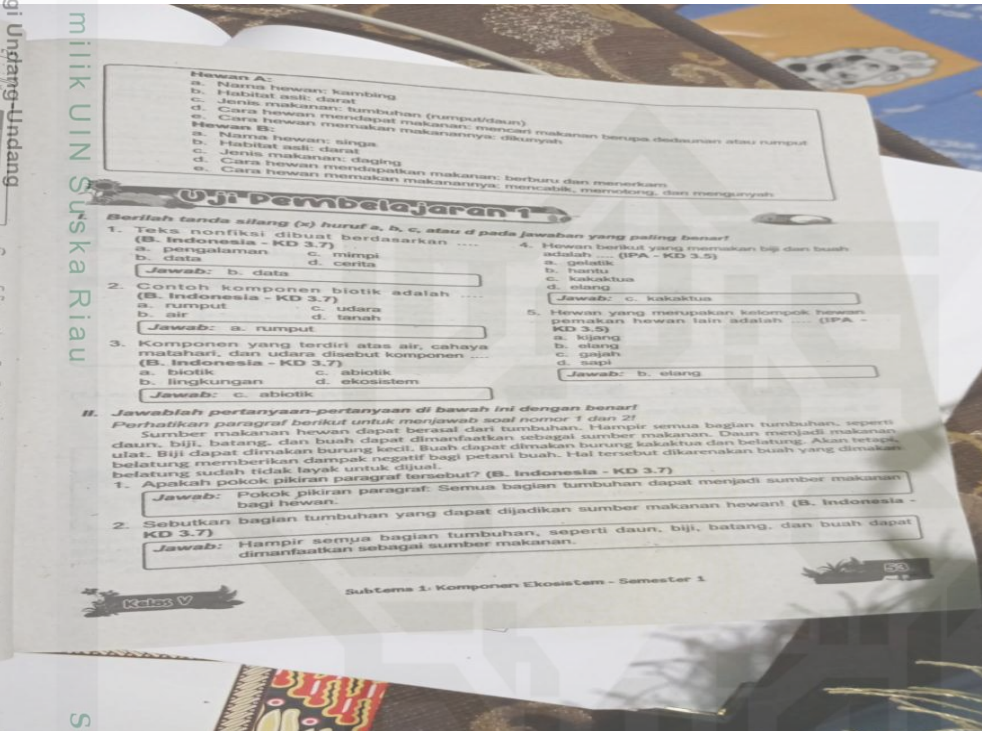 gi Undang-Undang
milik UIN Suska Riau
S
Hewan A:
a. Nama hewan: kambing
b. Habitat asli: darat
c. Jenis makanan: tumbuhan (rumput/daun)
d. Cara hewan mendapat makanan: mencari makanan berupa dedaunan atau rumput
e. Cara hewan memakan makanannya: dikunyah
Hewan B:
a. Nama hewan: singa
b. Habitat asli: darat
c. Jenis makanan: daging
d. Cara hewan mendapatkan makanan: berburu dan menerkam
e. Cara hewan memakan makanannya: mencabik, memotong, dan mengunyah
Uji Pembelajaran 1
Berilah tanda silang (x) huruf a, b, c, atau d pada jawaban yang paling benar!
1. Teks nonfiksi dibuat berdasarkan ....
(B. Indonesia - KD 3.7)
a. pengalaman c. mimpi
b. data d. cerita
Jawab: b. data
2. Contoh komponen biotik adalah ....
(B. Indonesia - KD 3.7)
a. rumput c. udara
b. air d. tanah
Jawab: a. rumput
3. Komponen yang terdiri atas air, cahaya
matahari, dan udara disebut komponen ....
(B. Indonesia - KD 3.7)
a. biotik c. abiotik
b. lingkungan d. ekosistem
Jawab: c. abiotik
4. Hewan berikut yang memakan biji dan buah
adalah .... (IPA - KD 3.5)
a. gelatik
b. hantu
c. kakaktua
d. elang
Jawab: c. kakaktua
5. Hewan yang merupakan kelompok hewan
pemakan hewan lain adalah .... (IPA -
KD 3.5)
a. kijang
b. elang
c. gajah
d. sapi
Jawab: b. elang
II. Jawablah pertanyaan-pertanyaan di bawah ini dengan benar!
Perhatikan paragraf berikut untuk menjawab soal nomor 1 dan 2!
Sumber makanan hewan dapat berasal dari tumbuhan. Hampir semua bagian tumbuhan, seperti
daun, biji, batang, dan buah dapat dimanfaatkan sebagai sumber makanan. Daun menjadi makanan
ulat. Biji dapat dimakan burung kecil. Buah dapat dimakan burung kakaktua dan belatung. Akan tetapi,
belatung memberikan dampak negatif bagi petani buah. Hal tersebut dikarenakan buah yang dimakan
belatung sudah tidak layak untuk dijual.
1. Apakah pokok pikiran paragraf tersebut? (B. Indonesia - KD 3.7)
Jawab: Pokok pikiran paragraf: Semua bagian tumbuhan dapat menjadi sumber makanan
bagi hewan.
2. Sebutkan bagian tumbuhan yang dapat dijadikan sumber makanan hewan! (B. Indonesia -
KD 3.7)
Jawab: Hampir semua bagian tumbuhan, seperti daun, biji, batang, dan buah dapat
dimanfaatkan sebagai sumber makanan.
Kelas V
Subtema 1: Komponen Ekosistem - Semester 1
53